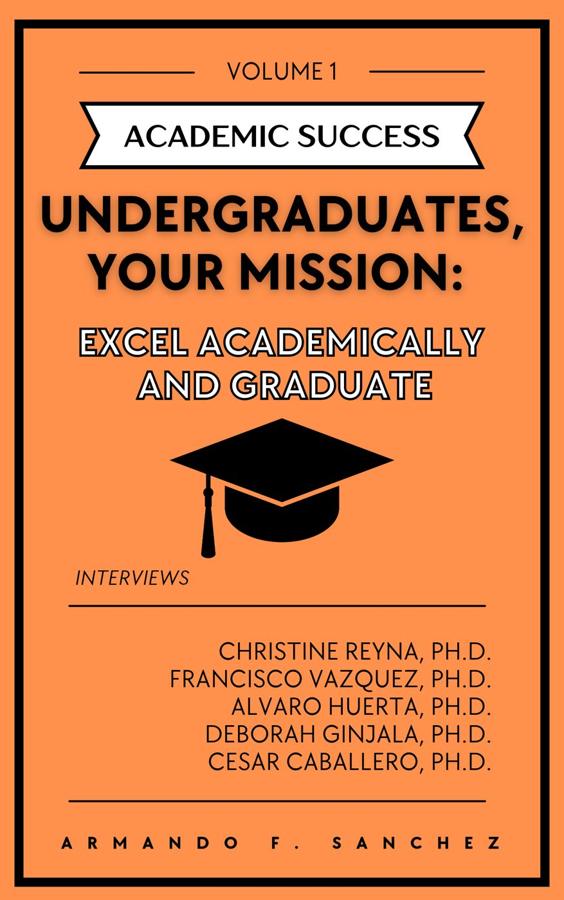 VOLUME 1
ACADEMIC SUCCESS
UNDERGRADUATES,
YOUR MISSION:
EXCEL ACADEMICALLY
AND GRADUATE
INTERVIEWS
CHRISTINE REYNA, PH.D.
FRANCISCO VAZQUEZ, PH.D.
ALVARO HUERTA, PH.D.
DEBORAH GINJALA, PH.D.
CESAR CABALLERO, PH.D.
ARMANDO F. SANCHEZ